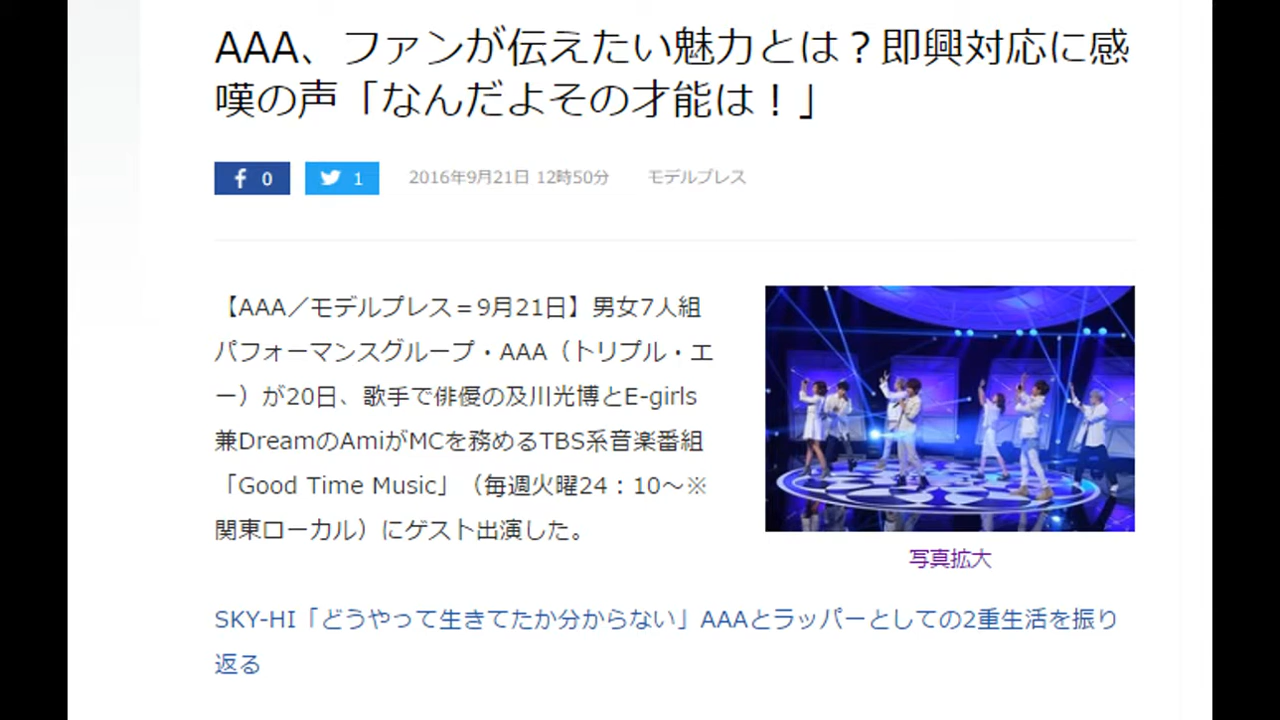 AAA、ファンが伝えたい魅力とは？即興対応に感
嘆の声「なんだよその才能は！」
0
1
2016年9月21日 12時50分
モデルプレス
【AAA／モデルプレス＝9月21日】男女7人組
パフォーマンスグループ・AAA（トリプル・エ
ー）が20日、歌手で俳優の及川光博とE-girls
兼DreamのAmiがMCを務めるTBS系音楽番組
「Good Time Music」（毎週火曜24：10～※
関東ローカル）にゲスト出演した。
写真拡大
SKY-HI「どうやって生きてたか分からない」AAAとラッパーとしての2重生活を振り
返る